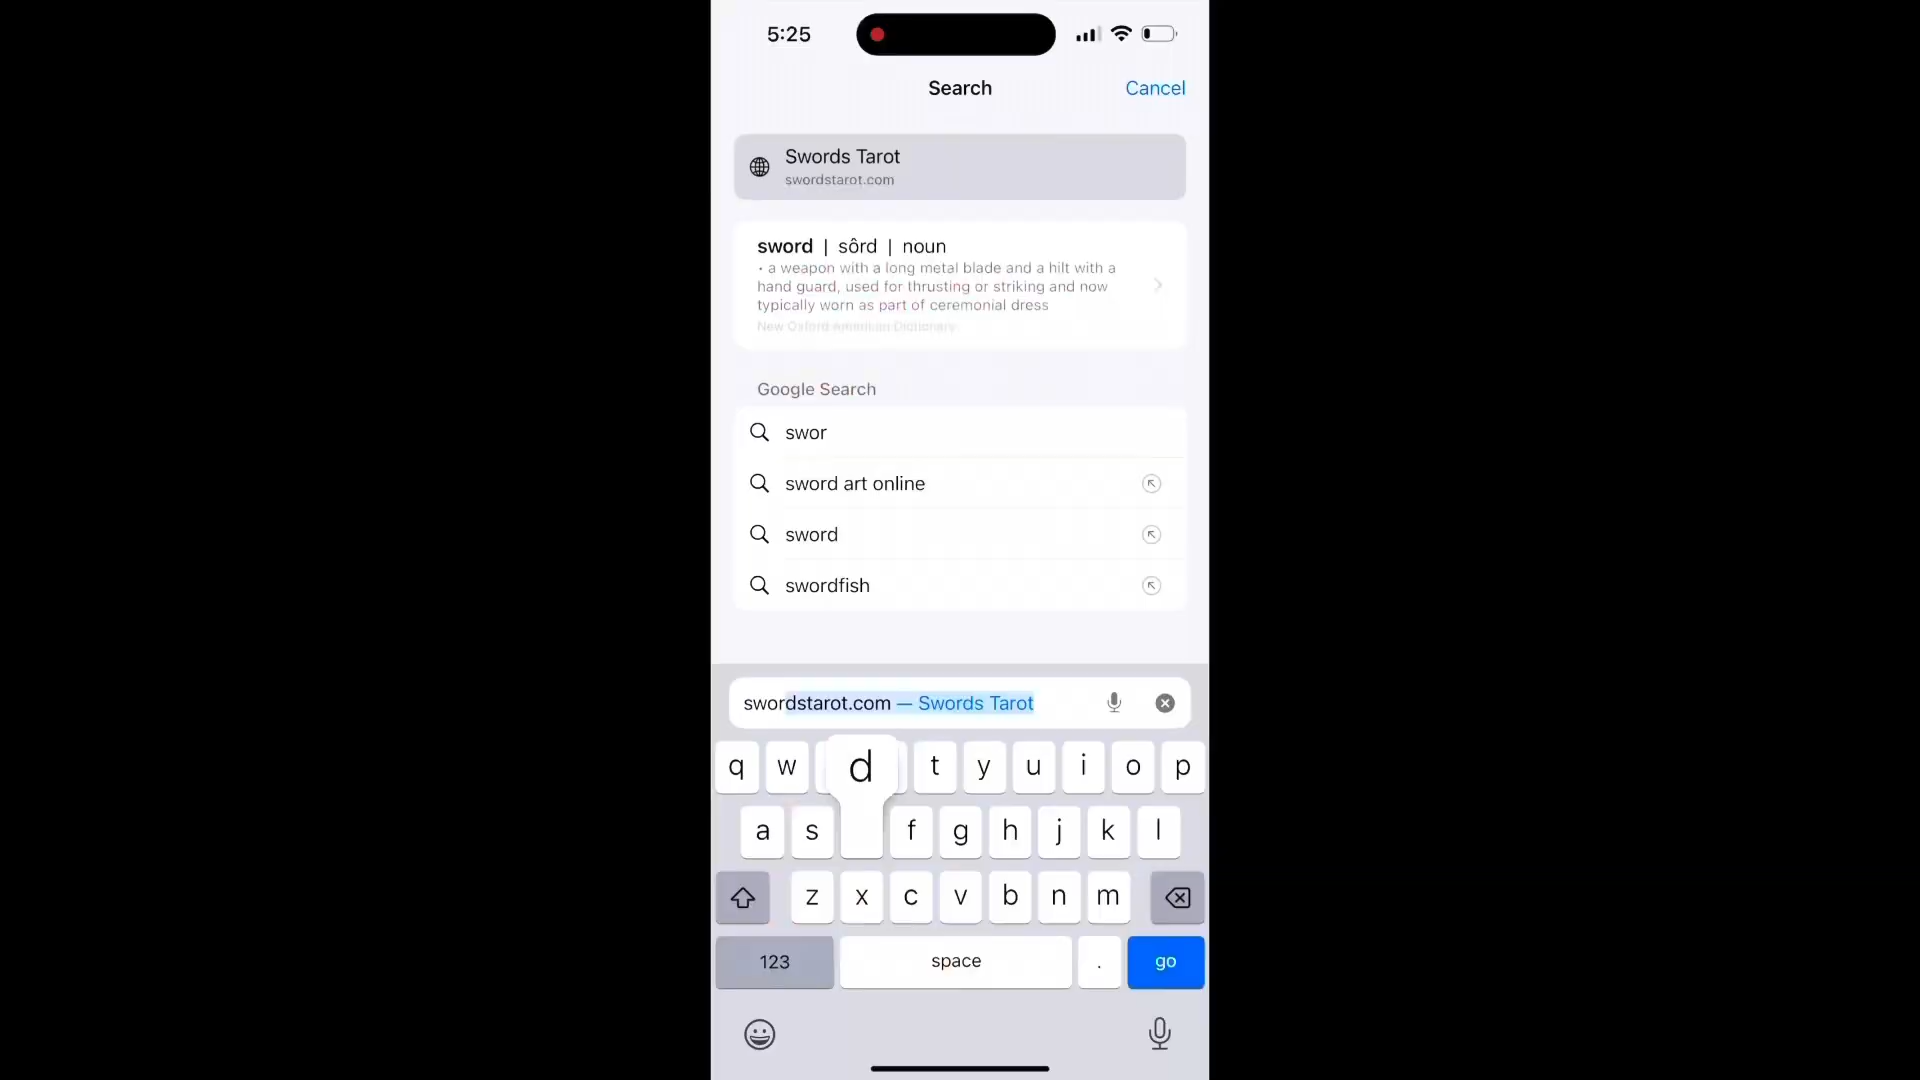 5:25
Search
Cancel
Swords Tarot
swordstarot.com
sword | sôrd | noun
• a weapon with a long metal blade and a hilt with a
hand guard, used for thrusting or striking and now
typically worn as part of ceremonial dress
New Oxford American Dictionary
Google Search
swor
sword art online
sword
swordfish
swordstarot.com — Swords Tarot
q w d t y u i o p
a s f g h j k l
z x c v b n m
123 space . go